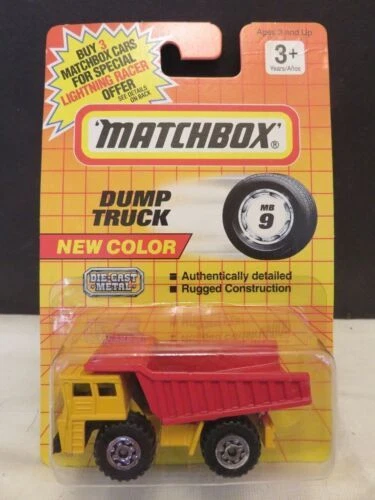 BUY 3
MATCHBOX CARS
FOR SPECIAL
LIGHTNING RACER
OFFER
SEE DETAILS
ON BACK
Ages 3 and Up
3+
Years/Años
"MATCHBOX"®
DUMP
TRUCK
MB
9
NEW COLOR
DIE-CAST
METAL
■ Authentically detailed
■ Rugged Construction